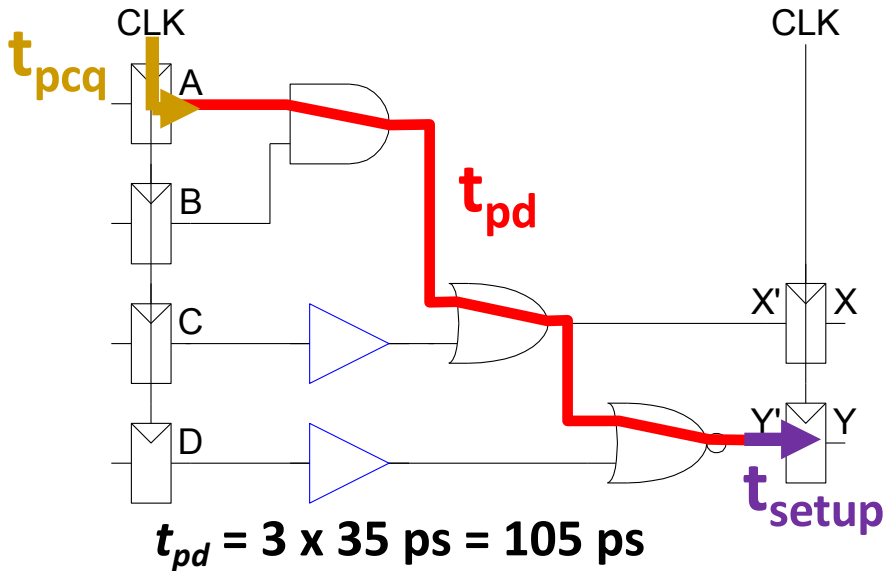 CLK
CLK
t_pcq
A
B
t_pd
C
X'
X
D
Y'
Y
t_setup
t_pd = 3 x 35 ps = 105 ps